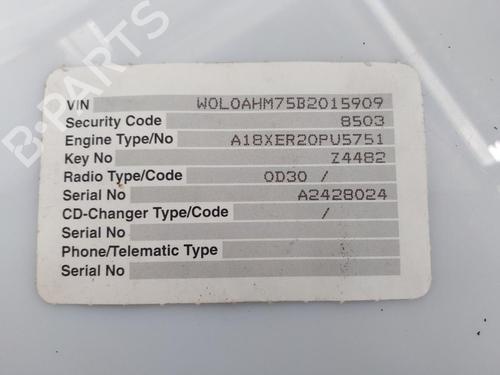 B-PARTS
VIN W0L0AHM75B2015909
Security Code 8503
Engine Type/No A18XER20PU5751
Key No Z4482
Radio Type/Code OD30 /
Serial No A2428024
CD-Changer Type/Code /
Serial No
Phone/Telematic Type
Serial No